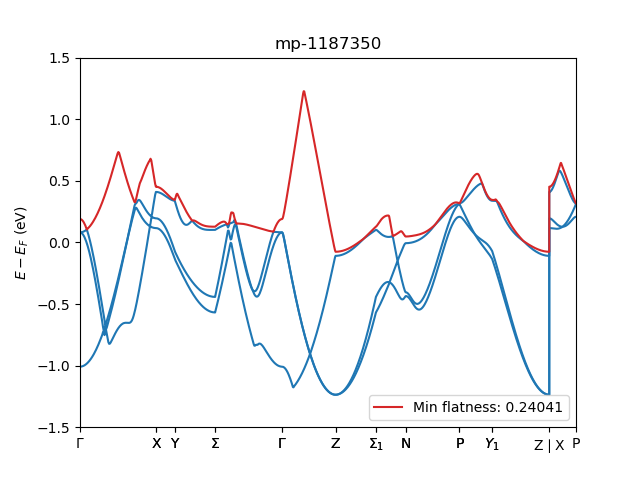 mp-1187350
E − E_F (eV)
1.5
1.0
0.5
0.0
−0.5
−1.0
−1.5
Min flatness: 0.24041
Γ X Y Σ Γ Z Σ₁ N P Y₁ Z | X P